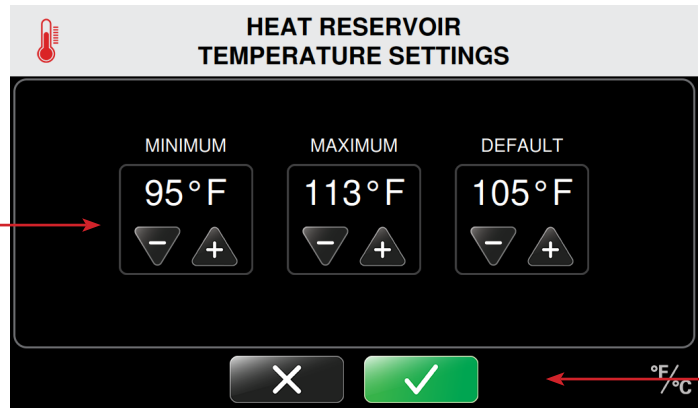 HEAT RESERVOIR
TEMPERATURE SETTINGS
MINIMUM MAXIMUM DEFAULT
95°F 113°F 105°F
- + - + - +
°F/°C